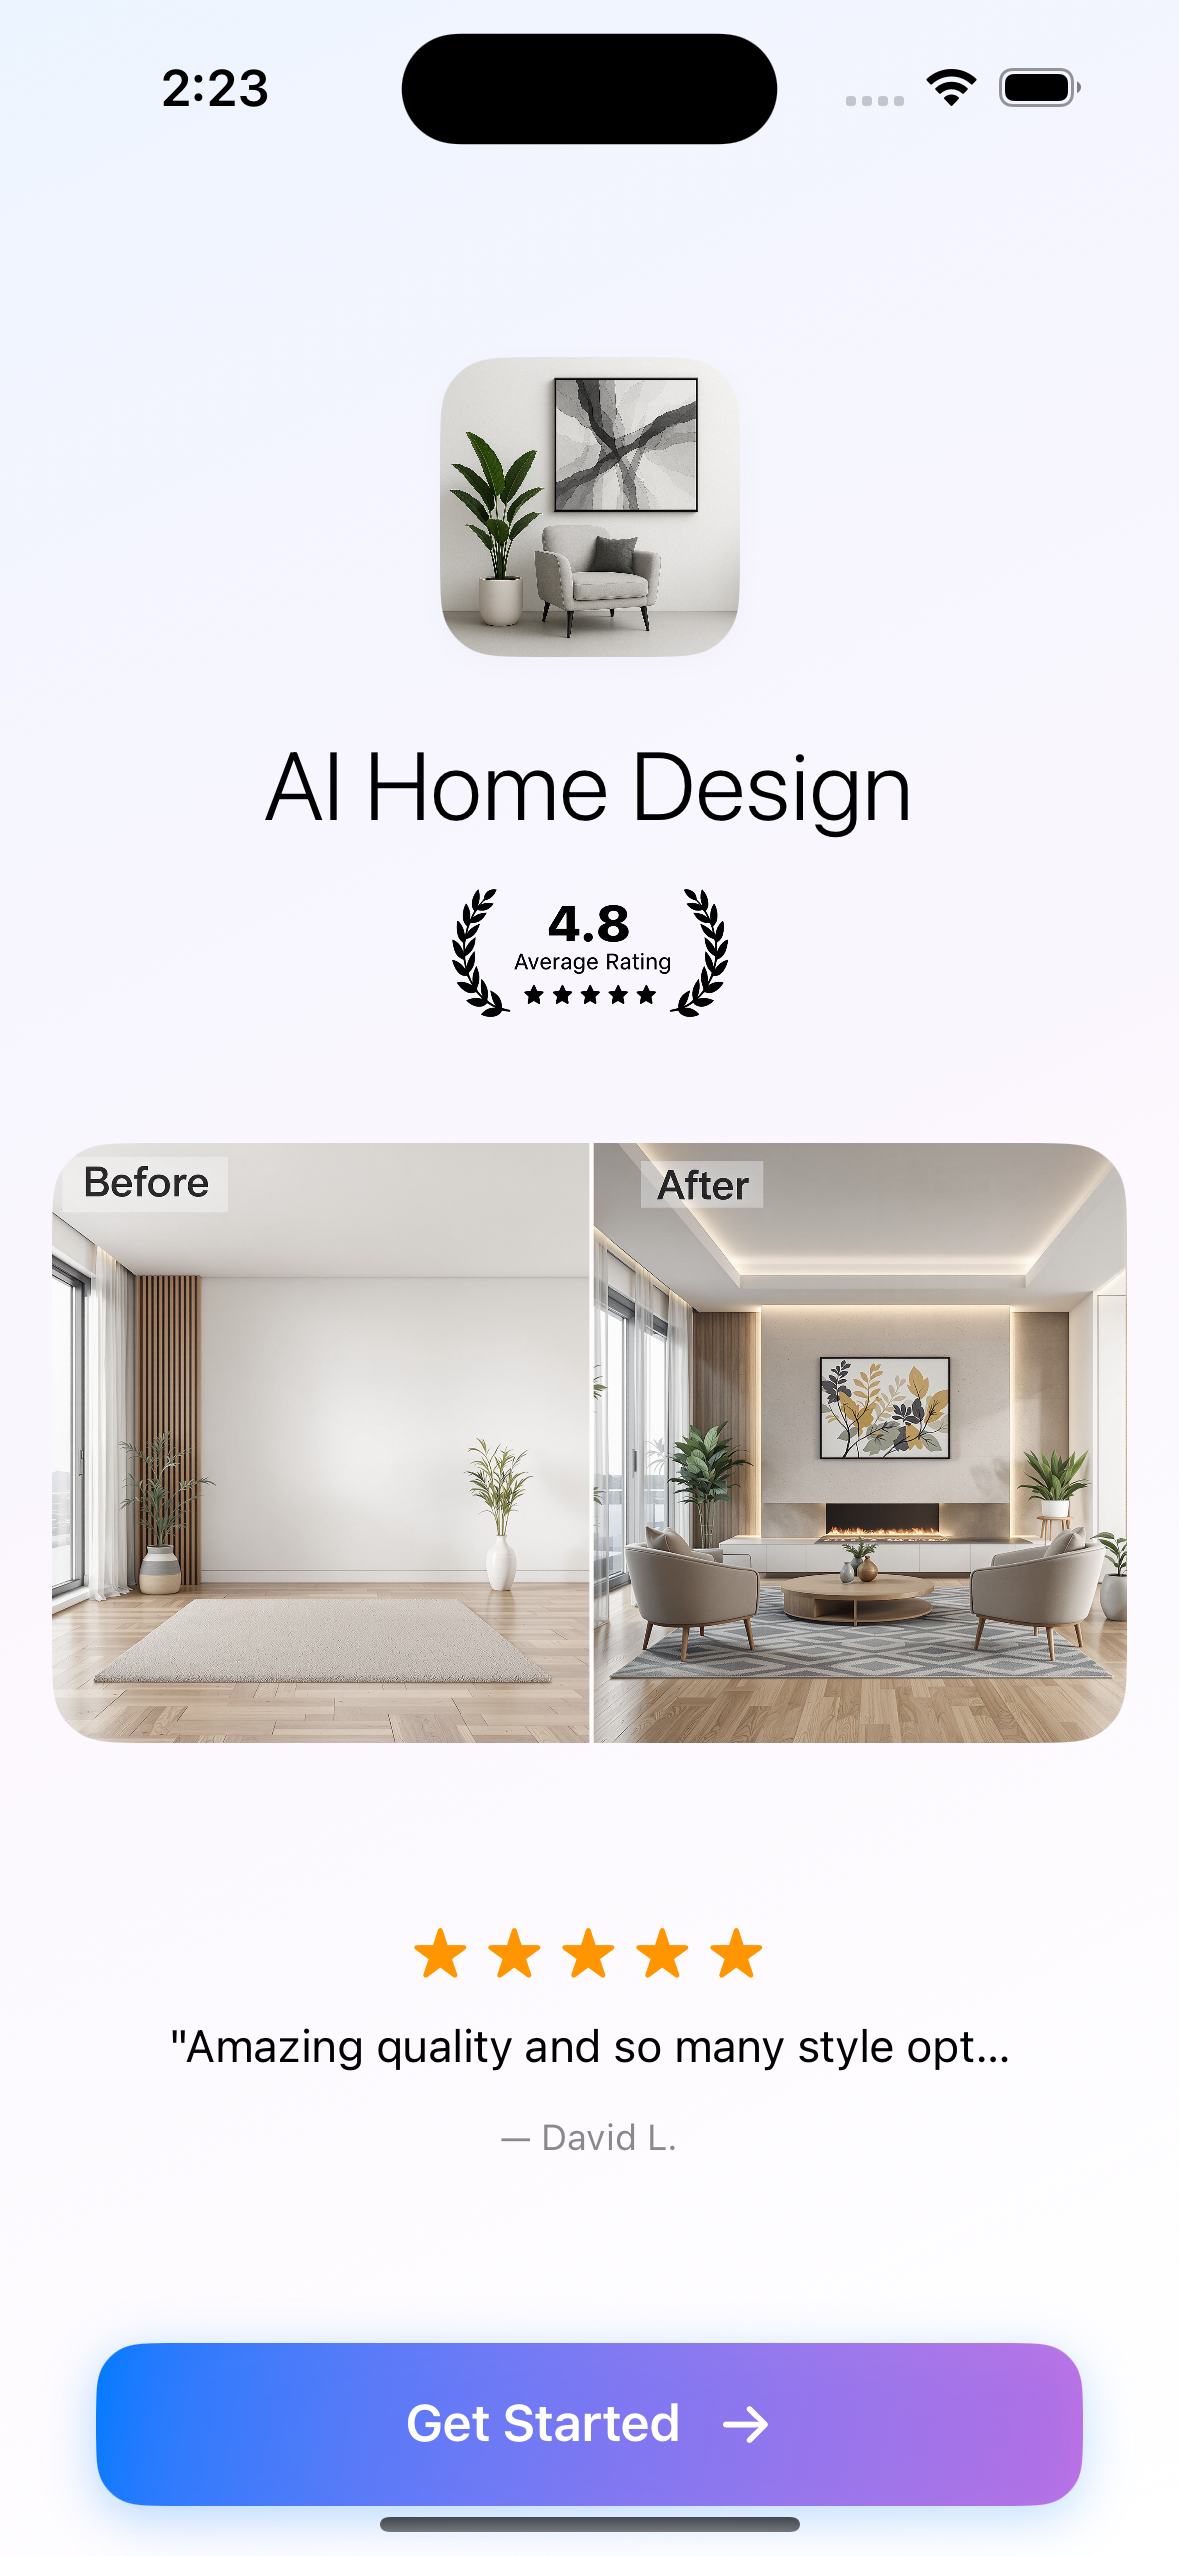 2:23
AI Home Design
4.8
Average Rating
Before
After
"Amazing quality and so many style opt...
— David L.
Get Started →